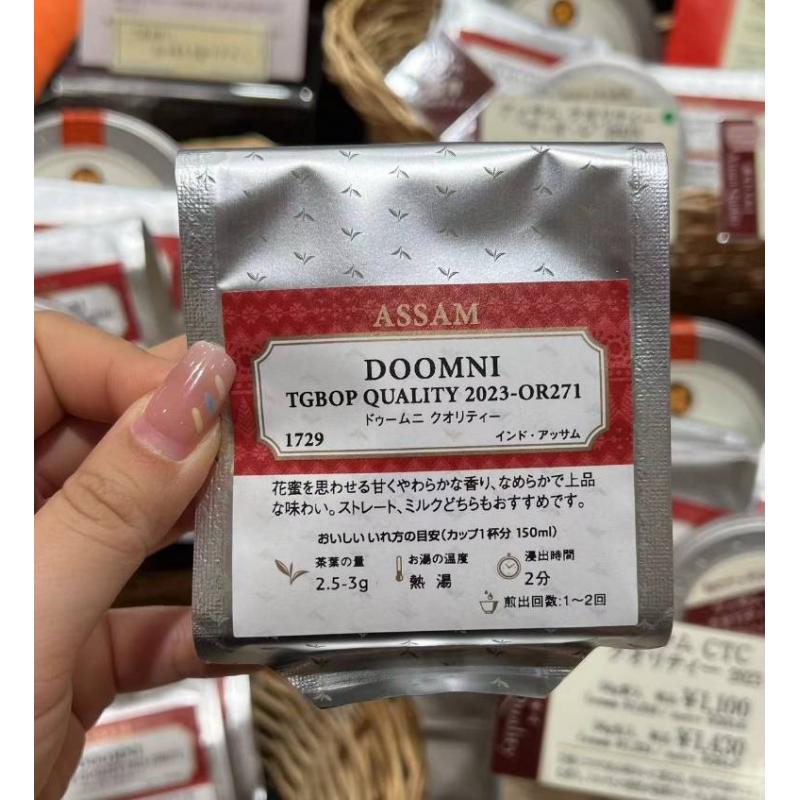 ASSAM
DOOMNI
TGBOP QUALITY 2023-OR271
ドゥームニ クオリティー
1729 インド・アッサム
花蜜を思わせる甘くやわらかな香り、なめらかで上品
な味わい。ストレート、ミルクどちらもおすすめです。
おいしい いれ方の目安(カップ1杯分 150ml)
茶葉の量
2.5-3g
お湯の温度
熱 湯
浸出時間
2分
煎出回数:1〜2回
CTC
クオリティー
¥1,100
¥1,430
Quality
DOOMNI